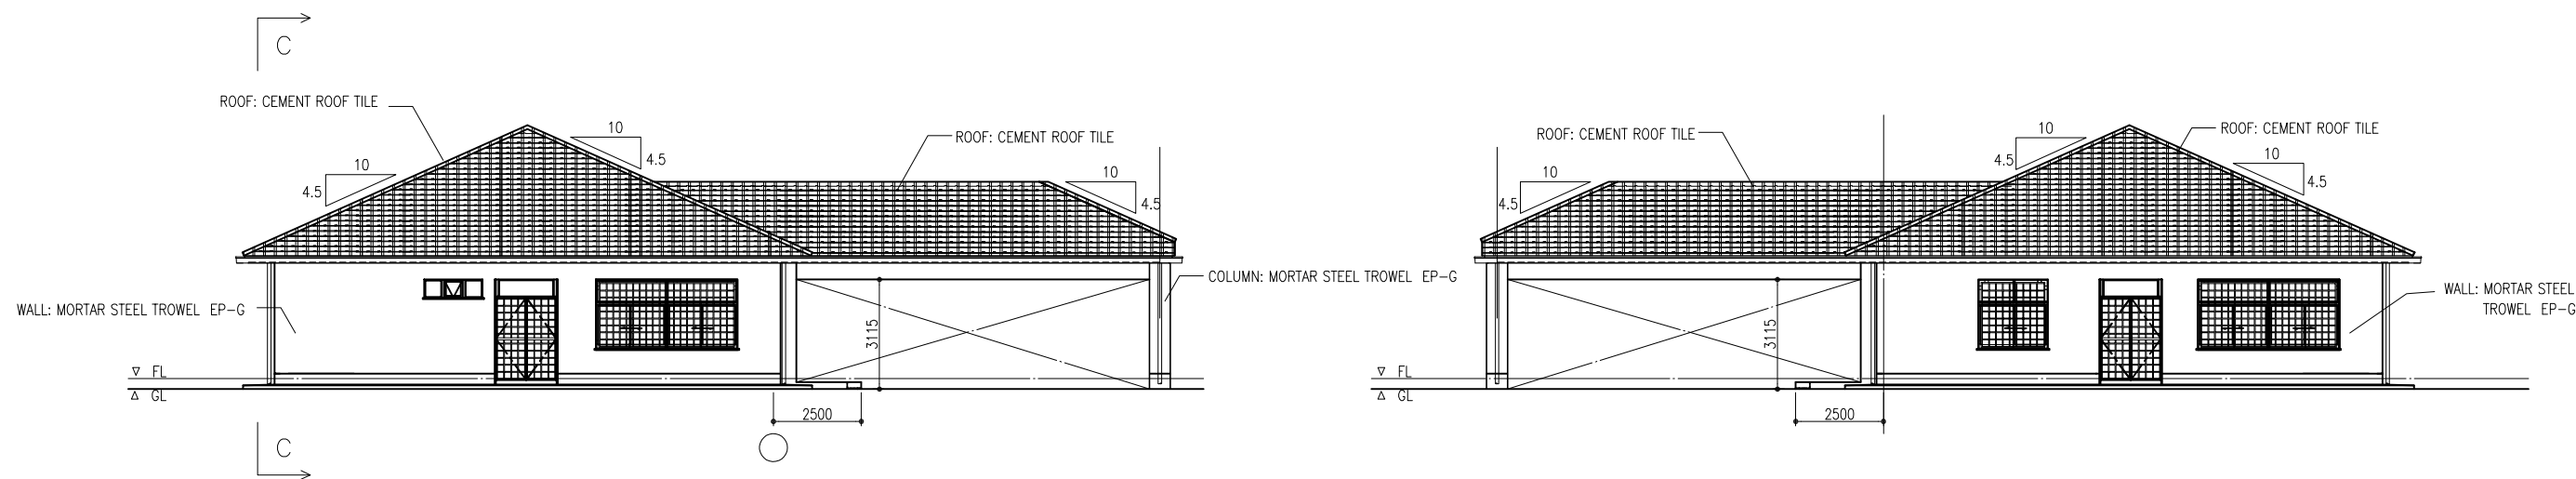 C
ROOF: CEMENT ROOF TILE
10
4.5
10
4.5
ROOF: CEMENT ROOF TILE
10
4.5
COLUMN: MORTAR STEEL TROWEL EP-G
WALL: MORTAR STEEL TROWEL EP-G
3115
FL
GL
2500
C
ROOF: CEMENT ROOF TILE
10
4.5
10
4.5
ROOF: CEMENT ROOF TILE
10
4.5
WALL: MORTAR STEEL
TROWEL EP-G
3115
FL
GL
2500